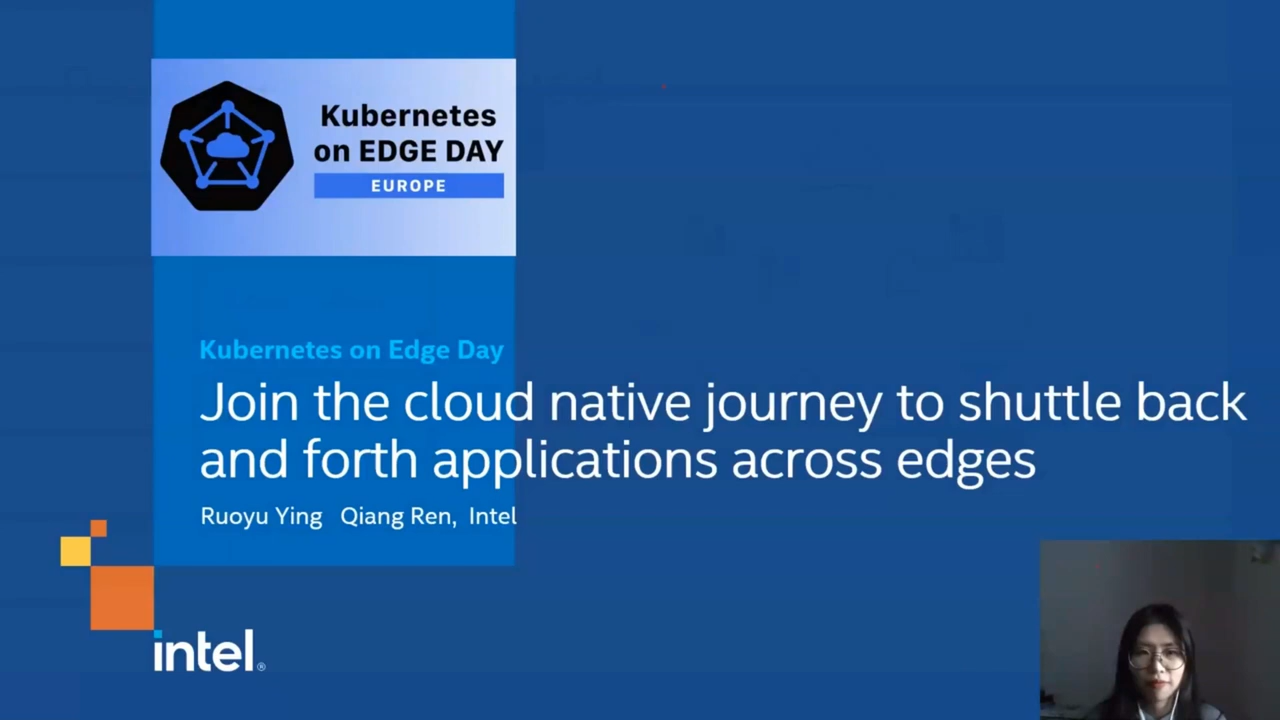 Kubernetes
on EDGE DAY
EUROPE
Kubernetes on Edge Day
Join the cloud native journey to shuttle back
and forth applications across edges
Ruoyu Ying Qiang Ren, Intel
intel®